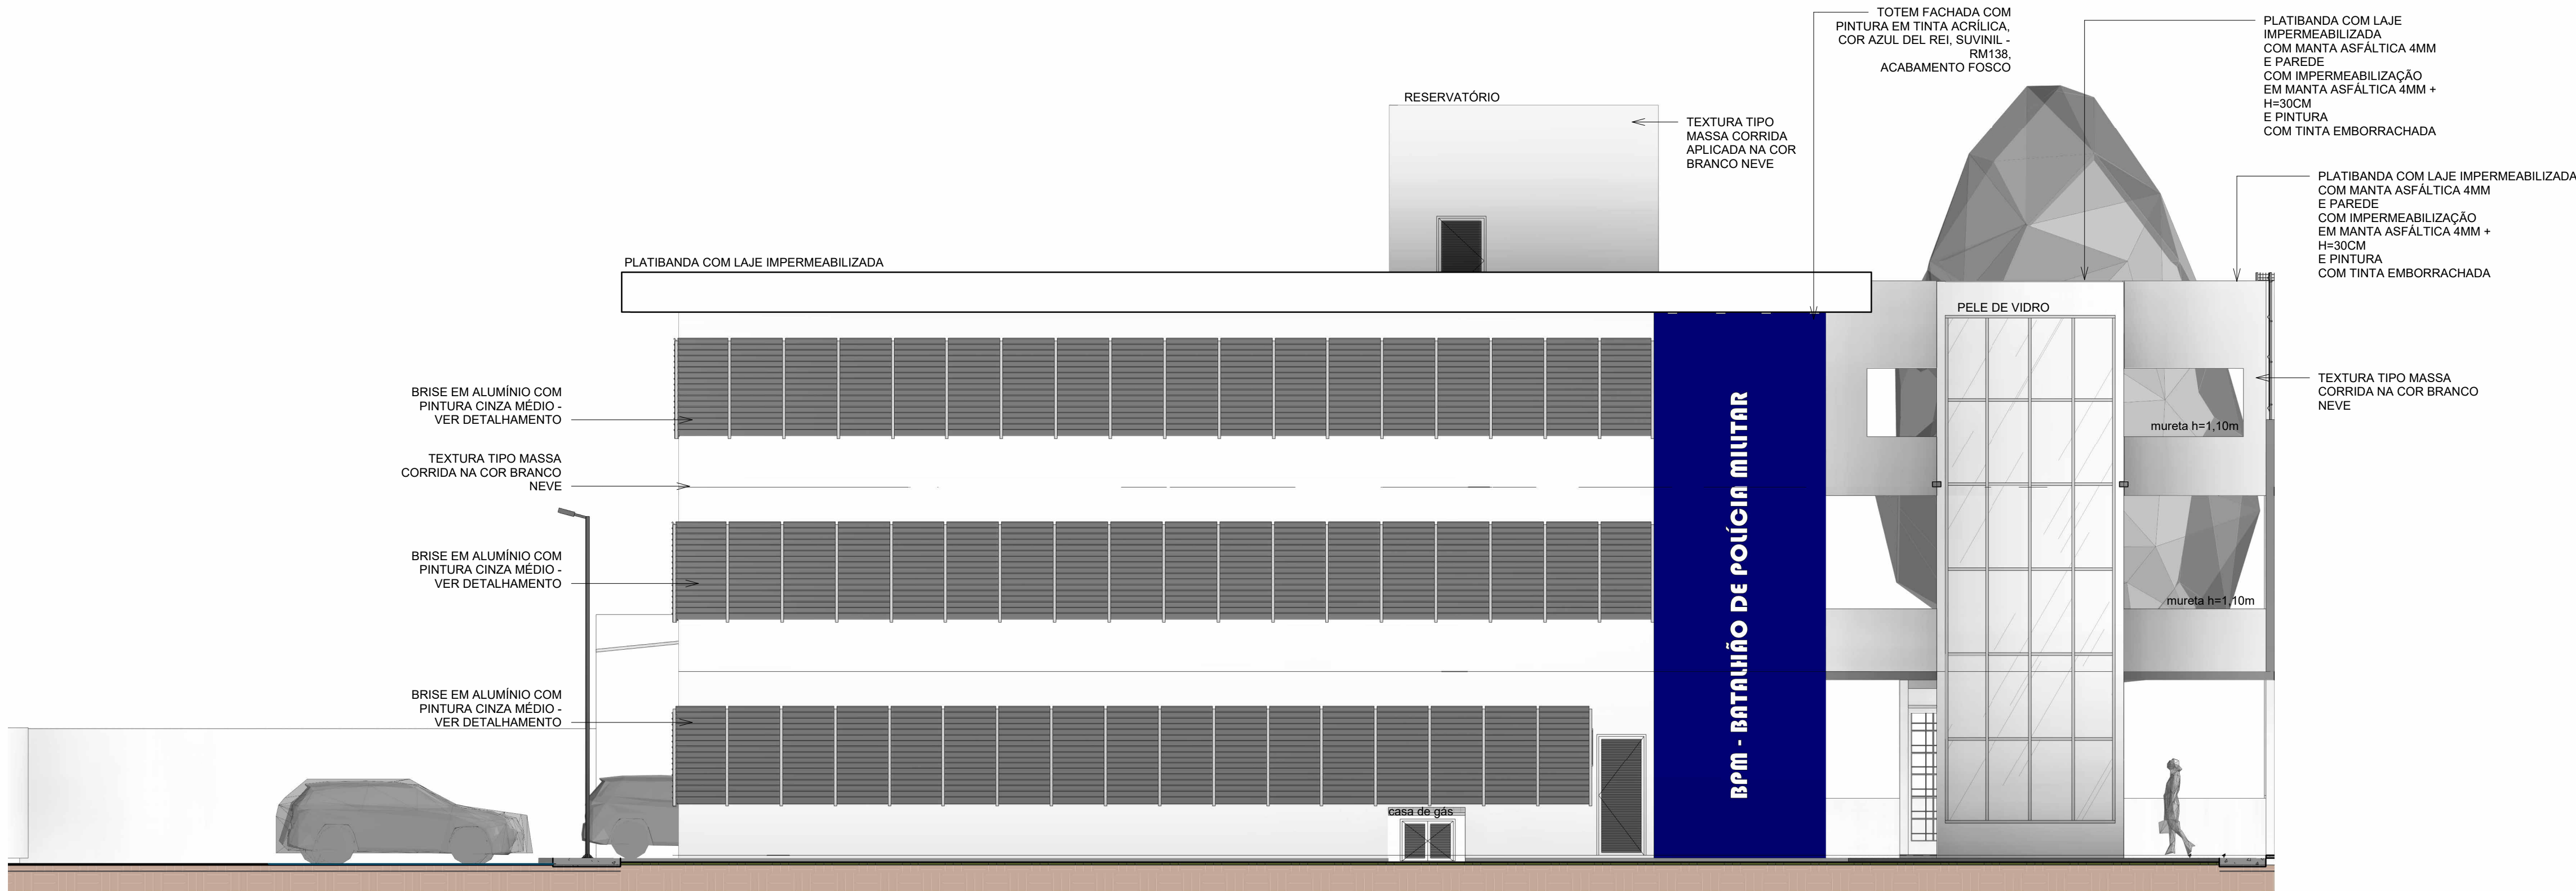 TOTEM FACHADA COM
PINTURA EM TINTA ACRÍLICA,
COR AZUL DEL REI, SUVINIL -
RM138,
ACABAMENTO FOSCO
PLATIBANDA COM LAJE
IMPERMEABILIZADA
COM MANTA ASFÁLTICA 4MM
E PAREDE
COM IMPERMEABILIZAÇÃO
EM MANTA ASFÁLTICA 4MM +
H=30CM
E PINTURA
COM TINTA EMBORRACHADA
RESERVATÓRIO
TEXTURA TIPO
MASSA CORRIDA
APLICADA NA COR
BRANCO NEVE
PLATIBANDA COM LAJE IMPERMEABILIZADA
COM MANTA ASFÁLTICA 4MM
E PAREDE
COM IMPERMEABILIZAÇÃO
EM MANTA ASFÁLTICA 4MM +
H=30CM
E PINTURA
COM TINTA EMBORRACHADA
PLATIBANDA COM LAJE IMPERMEABILIZADA
PELE DE VIDRO
BRISE EM ALUMÍNIO COM
PINTURA CINZA MÉDIO -
VER DETALHAMENTO
TEXTURA TIPO MASSA
CORRIDA NA COR BRANCO
NEVE
mureta h=1,10m
TEXTURA TIPO MASSA
CORRIDA NA COR BRANCO
NEVE
BPM - BATALHÃO DE POLÍCIA MILITAR
BRISE EM ALUMÍNIO COM
PINTURA CINZA MÉDIO -
VER DETALHAMENTO
mureta h=1,10m
BRISE EM ALUMÍNIO COM
PINTURA CINZA MÉDIO -
VER DETALHAMENTO
casa de gás